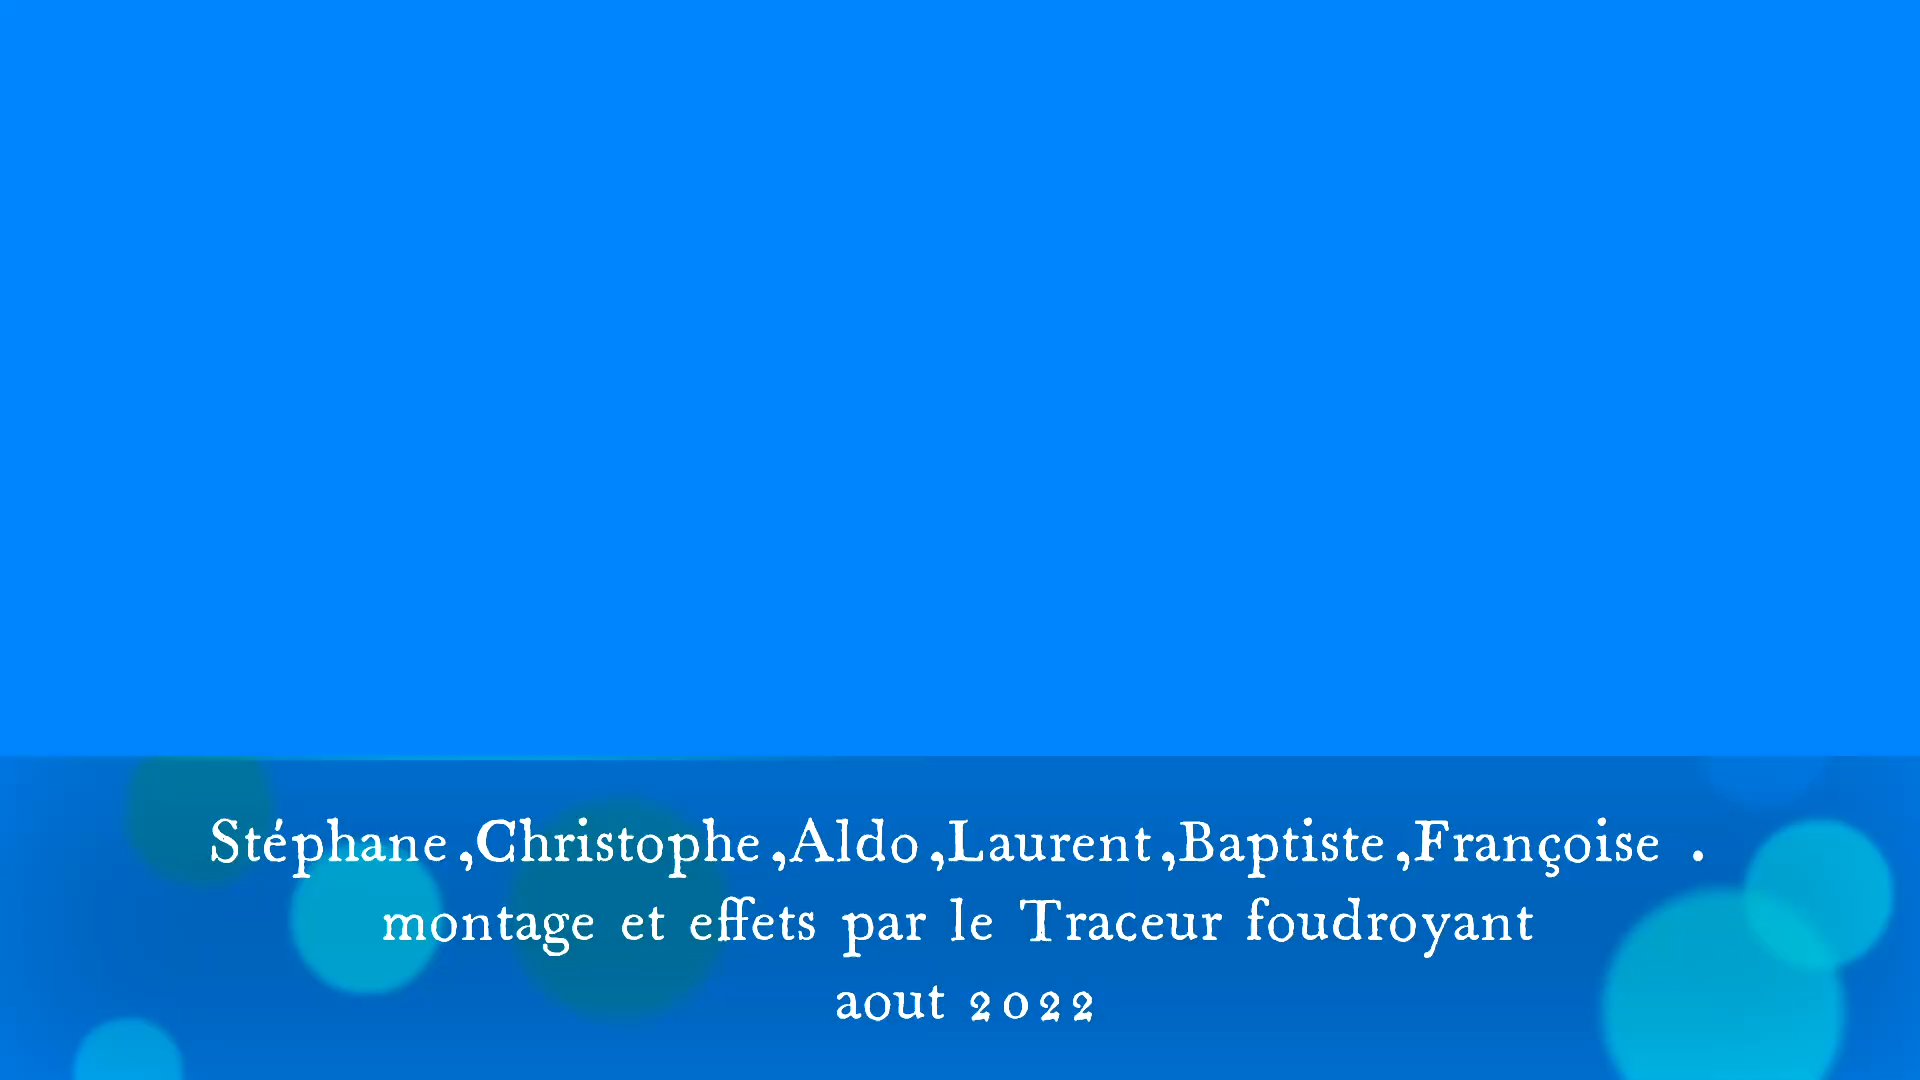 Stéphane ,Christophe ,Aldo ,Laurent ,Baptiste ,Françoise .
montage et effets par le Traceur foudroyant
aout 2022